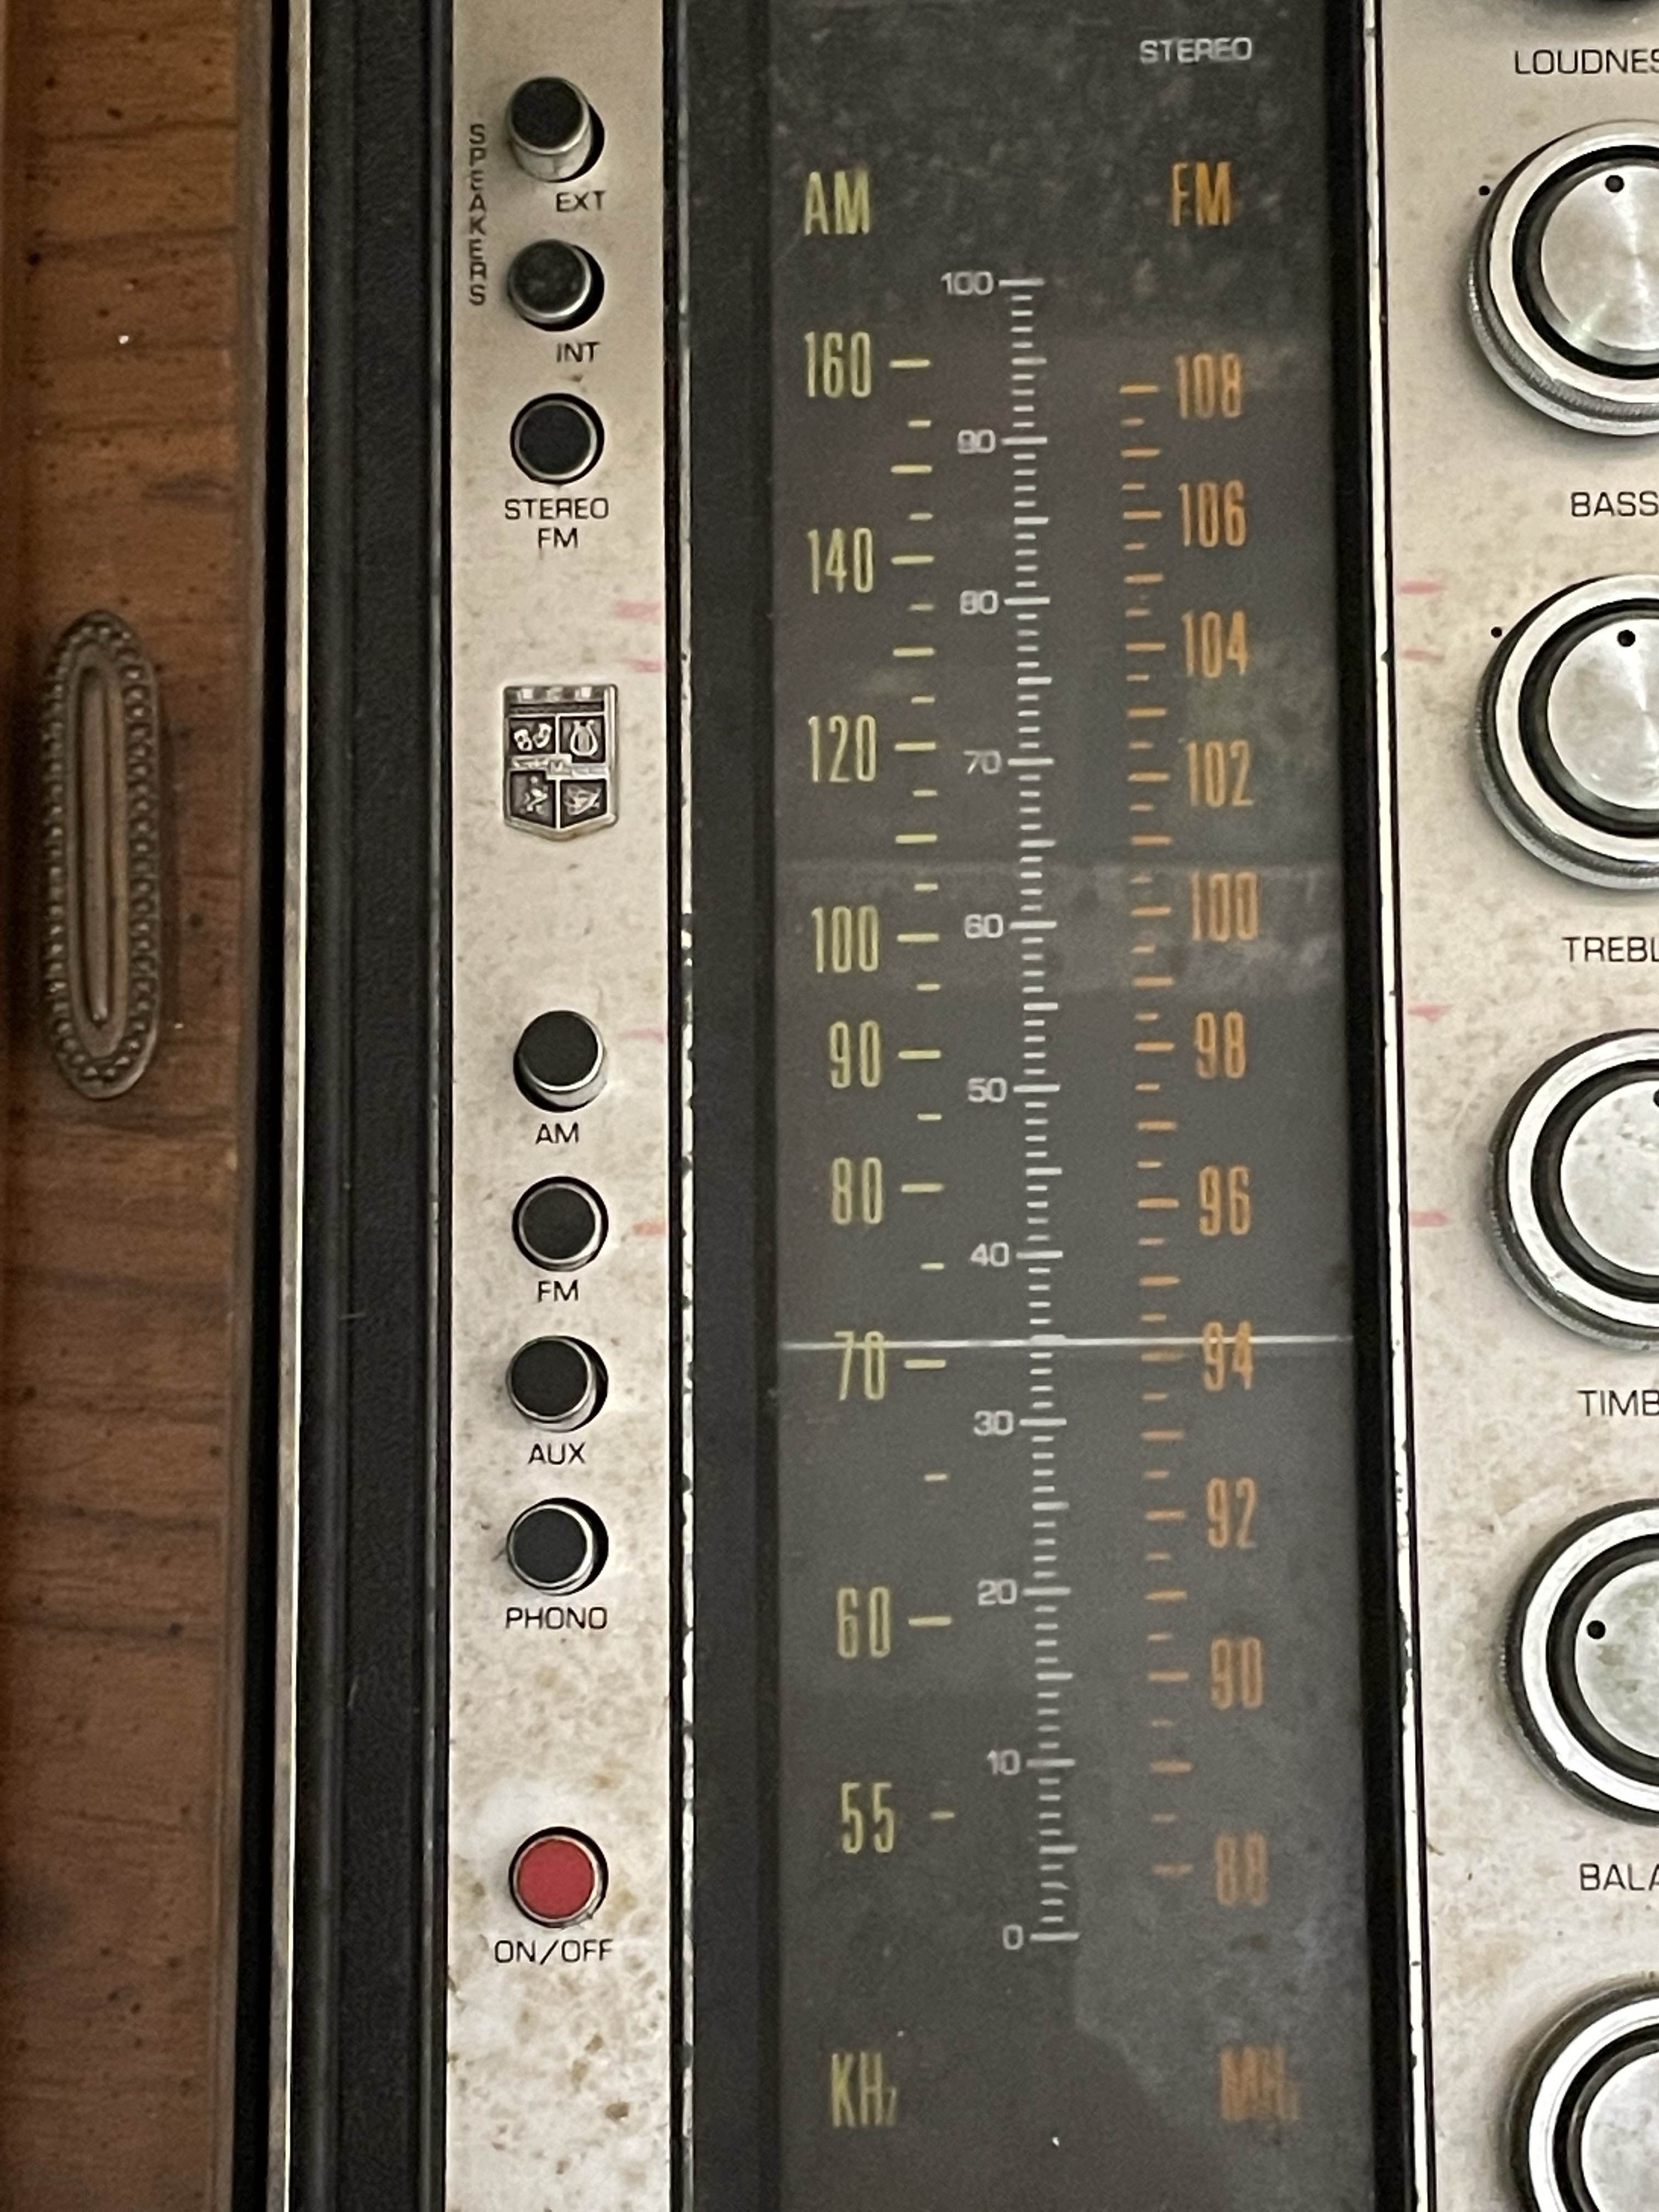 SPEAKERS
EXT
INT
STEREO
FM
AM
FM
AUX
PHONO
ON/OFF
STEREO
AM
FM
160
140
120
100
90
80
70
60
55
KHz
100
90
80
70
60
50
40
30
20
10
0
108
106
104
102
100
98
96
94
92
90
88
MHz
LOUDNES
BASS
TREBL
TIMB
BALA